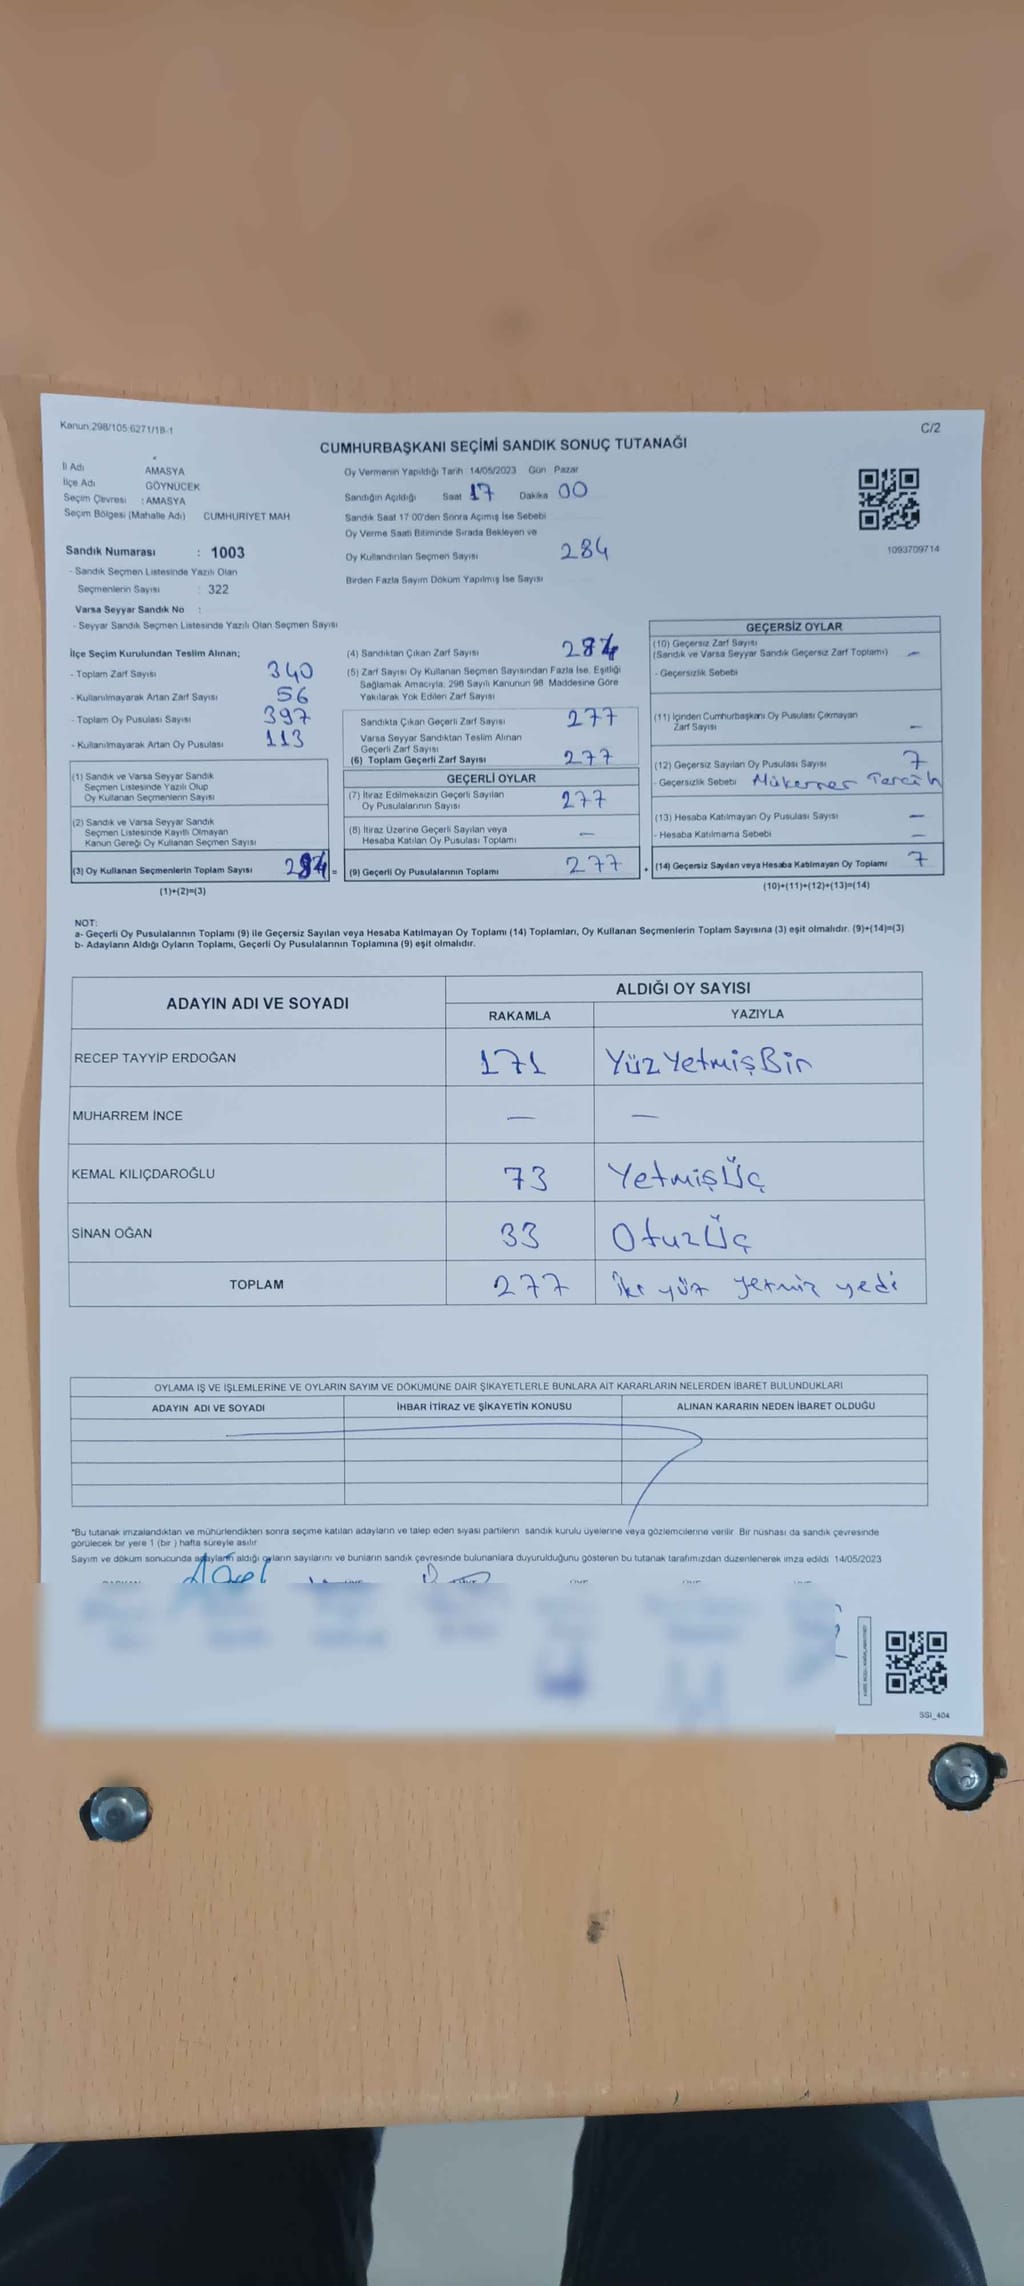 Kanun:298/105.6271/18-1
C/2
CUMHURBAŞKANI SEÇİMİ SANDIK SONUÇ TUTANAĞI
İl Adı AMASYA
İlçe Adı GÖYNÜCEK
Seçim Çevresi : AMASYA
Seçim Bölgesi (Mahalle Adı) CUMHURİYET MAH
Sandık Numarası : 1003
- Sandık Seçmen Listesinde Yazılı Olan
Seçmenlerin Sayısı : 322
Varsa Seyyar Sandık No :
- Seyyar Sandık Seçmen Listesinde Yazılı Olan Seçmen Sayısı
Oy Vermenin Yapıldığı Tarih 14/05/2023 Gün Pazar
Sandığın Açıldığı Saat 17 Dakika 00
Sandık Saat 17:00'den Sonra Açımış İse Sebebi
Oy Verme Saati Bitiminde Sırada Bekleyen ve
Oy Kullandırılan Seçmen Sayısı 284
Birden Fazla Sayım Döküm Yapılmış İse Sayısı
1093709714
İlçe Seçim Kurulundan Teslim Alınan;
- Toplam Zarf Sayısı 340
- Kullanılmayarak Artan Zarf Sayısı 56
- Toplam Oy Pusulası Sayısı 397
- Kullanılmayarak Artan Oy Pusulası 113
(1) Sandık ve Varsa Seyyar Sandık
Seçmen Listesinde Yazılı Olup
Oy Kullanan Seçmenlerin Sayısı
(2) Sandık ve Varsa Seyyar Sandık
Seçmen Listesinde Kayıtlı Olmayan
Kanun Gereği Oy Kullanan Seçmen Sayısı
(3) Oy Kullanan Seçmenlerin Toplam Sayısı 284 =
(1)+(2)=(3)
(4) Sandıktan Çıkan Zarf Sayısı 284
(5) Zarf Sayısı Oy Kullanan Seçmen Sayısından Fazla İse, Eşitliği
Sağlamak Amacıyla, 298 Sayılı Kanunun 98. Maddesine Göre
Yakılarak Yok Edilen Zarf Sayısı
Sandıkta Çıkan Geçerli Zarf Sayısı 277
Varsa Seyyar Sandıktan Teslim Alınan
Geçerli Zarf Sayısı
(6) Toplam Geçerli Zarf Sayısı 277
GEÇERLİ OYLAR
(7) İtiraz Edilmeksizin Geçerli Sayılan
Oy Pusulalarının Sayısı 277
(8) İtiraz Üzerine Geçerli Sayılan veya
Hesaba Katılan Oy Pusulası Toplamı —
(9) Geçerli Oy Pusulalarının Toplamı 277
GEÇERSİZ OYLAR
(10) Geçersiz Zarf Sayısı
(Sandık ve Varsa Seyyar Sandık Geçersiz Zarf Toplamı) —
- Geçersizlik Sebebi
(11) İçinden Cumhurbaşkanı Oy Pusulası Çıkmayan
Zarf Sayısı —
(12) Geçersiz Sayılan Oy Pusulası Sayısı 7
- Geçersizlik Sebebi Mükerrer Tercih
(13) Hesaba Katılmayan Oy Pusulası Sayısı —
- Hesaba Katılmama Sebebi —
(14) Geçersiz Sayılan veya Hesaba Katılmayan Oy Toplamı 7
(10)+(11)+(12)+(13)=(14)
NOT:
a- Geçerli Oy Pusulalarının Toplamı (9) ile Geçersiz Sayılan veya Hesaba Katılmayan Oy Toplamı (14) Toplamları, Oy Kullanan Seçmenlerin Toplam Sayısına (3) eşit olmalıdır. (9)+(14)=(3)
b- Adayların Aldığı Oyların Toplamı, Geçerli Oy Pusulalarının Toplamına (9) eşit olmalıdır.
ADAYIN ADI VE SOYADI
ALDIĞI OY SAYISI
RAKAMLA YAZIYLA
RECEP TAYYİP ERDOĞAN 171 YüzYetmişBir
MUHARREM İNCE — —
KEMAL KILIÇDAROĞLU 73 YetmişÜç
SİNAN OĞAN 33 OtuzÜç
TOPLAM 277 iki yüz yetmiz yedi
OYLAMA İŞ VE İŞLEMLERİNE VE OYLARIN SAYIM VE DÖKÜMÜNE DAİR ŞİKAYETLERLE BUNLARA AİT KARARLARIN NELERDEN İBARET BULUNDUKLARI
ADAYIN ADI VE SOYADI İHBAR İTİRAZ VE ŞİKAYETİN KONUSU ALINAN KARARIN NEDEN İBARET OLDUĞU
*Bu tutanak imzalandıktan ve mühürlendikten sonra seçime katılan adayların ve talep eden siyasi partilerin sandık kurulu üyelerine veya gözlemcilerine verilir. Bir nüshası da sandık çevresinde
görülecek bir yere 1 (bir ) hafta süreyle asılır.
Sayım ve döküm sonucunda adayların aldığı oyların sayılarını ve bunların sandık çevresinde bulunanlara duyurulduğunu gösteren bu tutanak tarafımızdan düzenlenerek imza edildi 14/05/2023
SSI_404